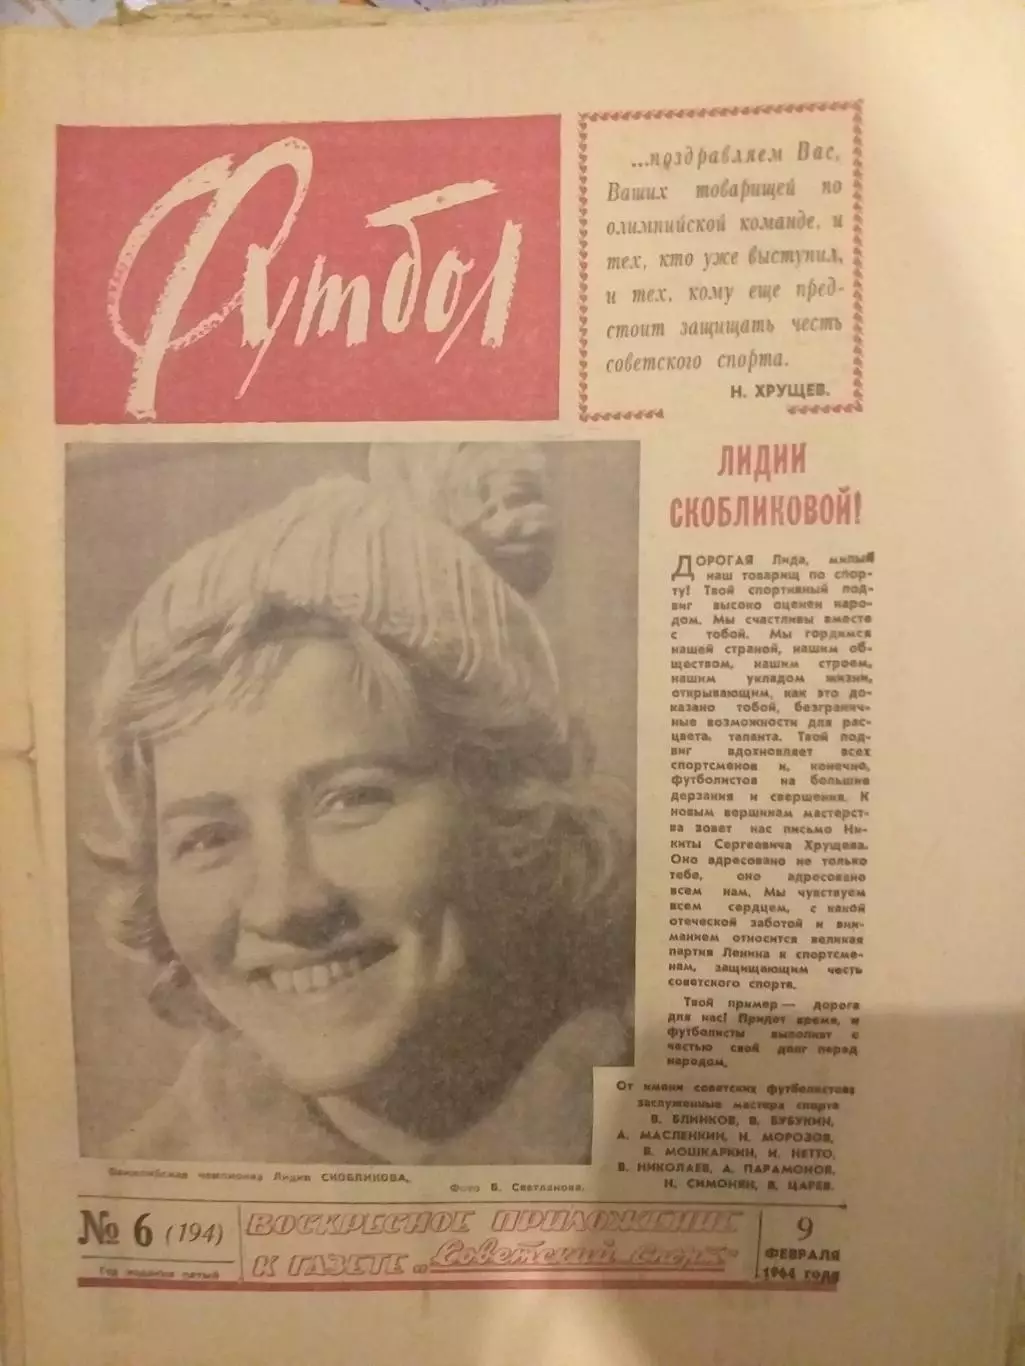 Футбол
...поздравляем Вас,
Ваших товарищей по
олимпийской команде, и
тех, кто уже выступил,
и тех, кому еще пред-
стоит защищать честь
советского спорта.
Н. ХРУЩЕВ.
ЛИДИИ
СКОБЛИКОВОЙ!
ДОРОГАЯ Лида, милый
наш товарищ по спор-
ту! Твой спортивный под-
виг высоко оценен наро-
дом. Мы счастливы вместе
с тобой. Мы гордимся
нашей страной, нашим об-
ществом, нашим строем,
нашим укладом жизни,
открывающим, как это до-
казано тобой, безгранич-
ные возможности для рас-
цвета таланта. Твой под-
виг вдохновляет всех
спортсменов и, конечно,
футболистов на большие
дерзания и свершения. К
новым вершинам мастерст-
ва зовет нас письмо Ни-
киты Сергеевича Хрущева.
Оно адресовано не только
тебе, оно адресовано
всем нам. Мы чувствуем
всем сердцем, с какой
отеческой заботой и вни-
манием относится великая
партия Ленина к спортсме-
нам, защищающим честь
советского спорта.
Твой пример — дорога
для нас! Придет время, и
футболисты выполнят с
честью свой долг перед
народом.
От имени советских футболистов
заслуженные мастера спорта
В. БЛИНКОВ, В. БУБУКИН,
А. МАСЛЕНКИН, Н. МОРОЗОВ,
В. МОШКАРКИН, И. НЕТТО,
В. НИКОЛАЕВ, А. ПАРАМОНОВ,
Н. СИМОНЯН, В. ЦАРЕВ.
Олимпийская чемпионка Лидия СКОБЛИКОВА.
Фото Б. Светланова.
№ 6 (194)
Год издания пятый
ВОСКРЕСНОЕ ПРИЛОЖЕНИЕ
К ГАЗЕТЕ „Советский спорт"
9
ФЕВРАЛЯ
1964 года